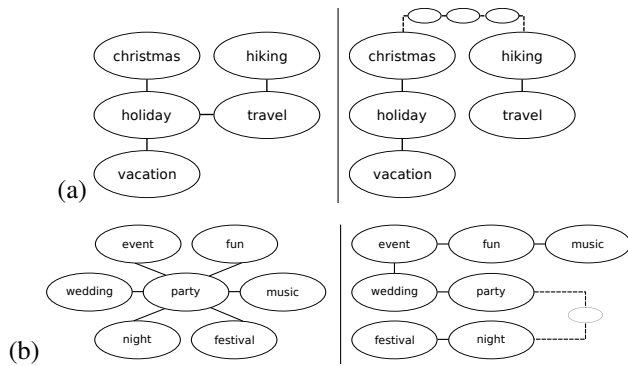 christmas hiking christmas hiking
holiday travel holiday travel
vacation vacation
(a)
event fun event fun music
wedding party music wedding party
night festival festival night
(b)